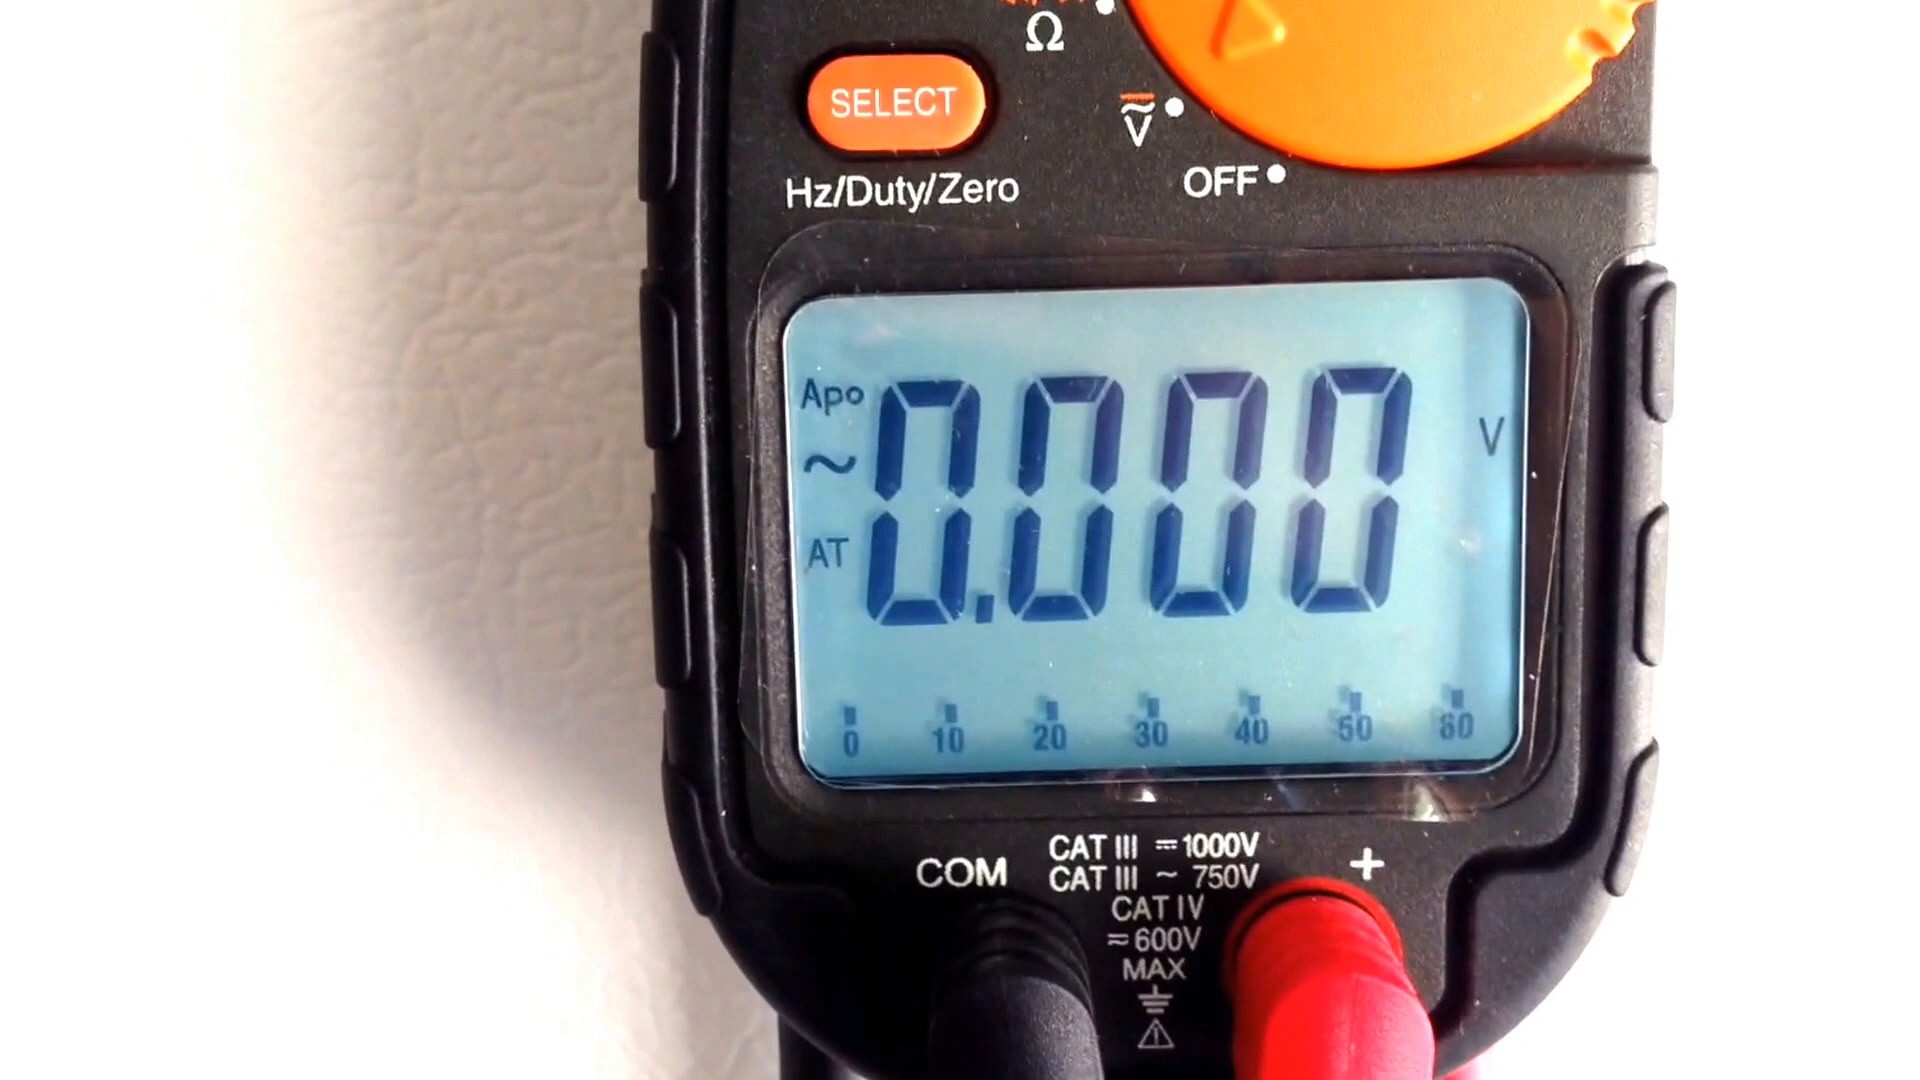 Ω
SELECT
V
OFF
Hz/Duty/Zero
Apo
~
0.000
V
AT
0 10 20 30 40 50 60
COM
CAT III ⎓ 1000V
+
CAT III ~ 750V
CAT IV
≂ 600V
MAX